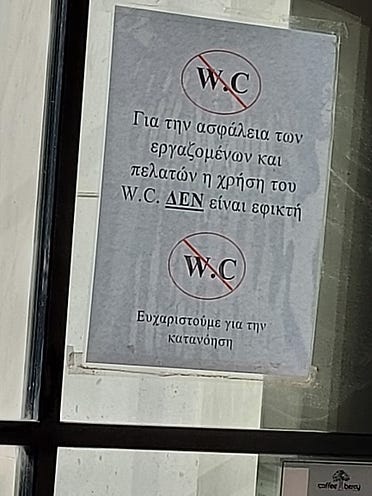 W.C
Για την ασφάλεια των
εργαζομένων και
πελατών η χρήση του
W.C. ΔΕΝ είναι εφικτή
W.C
Ευχαριστούμε για την
κατανόηση
coffee berry